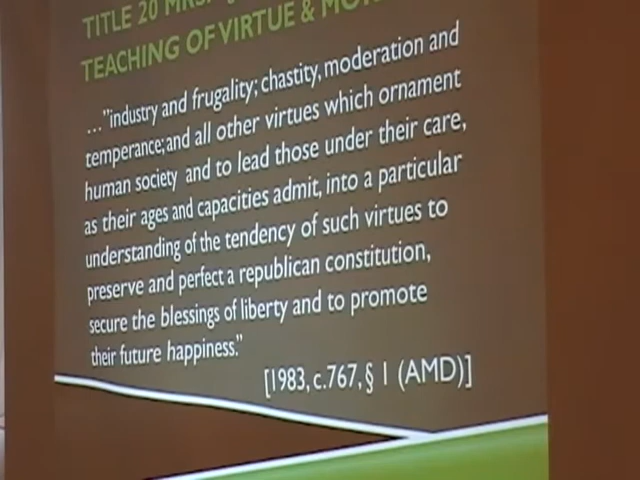 TITLE 20
TEACHING OF VIRTUE &
..."industry and frugality; chastity, moderation and
temperance;and all other virtues which ornament
human society and to lead those under their care,
as their ages and capacities admit, into a particular
understanding of the tendency of such virtues to
preserve and perfect a republican constitution,
secure the blessings of liberty and to promote
their future happiness."
[1983, c.767, § 1 (AMD)]